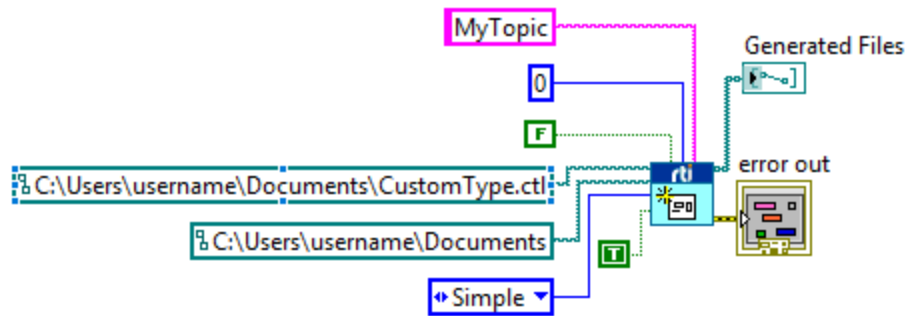 MyTopic
Generated Files
0
F
rti
error out
C:\Users\username\Documents\CustomType.ctl
C:\Users\username\Documents
T
Simple